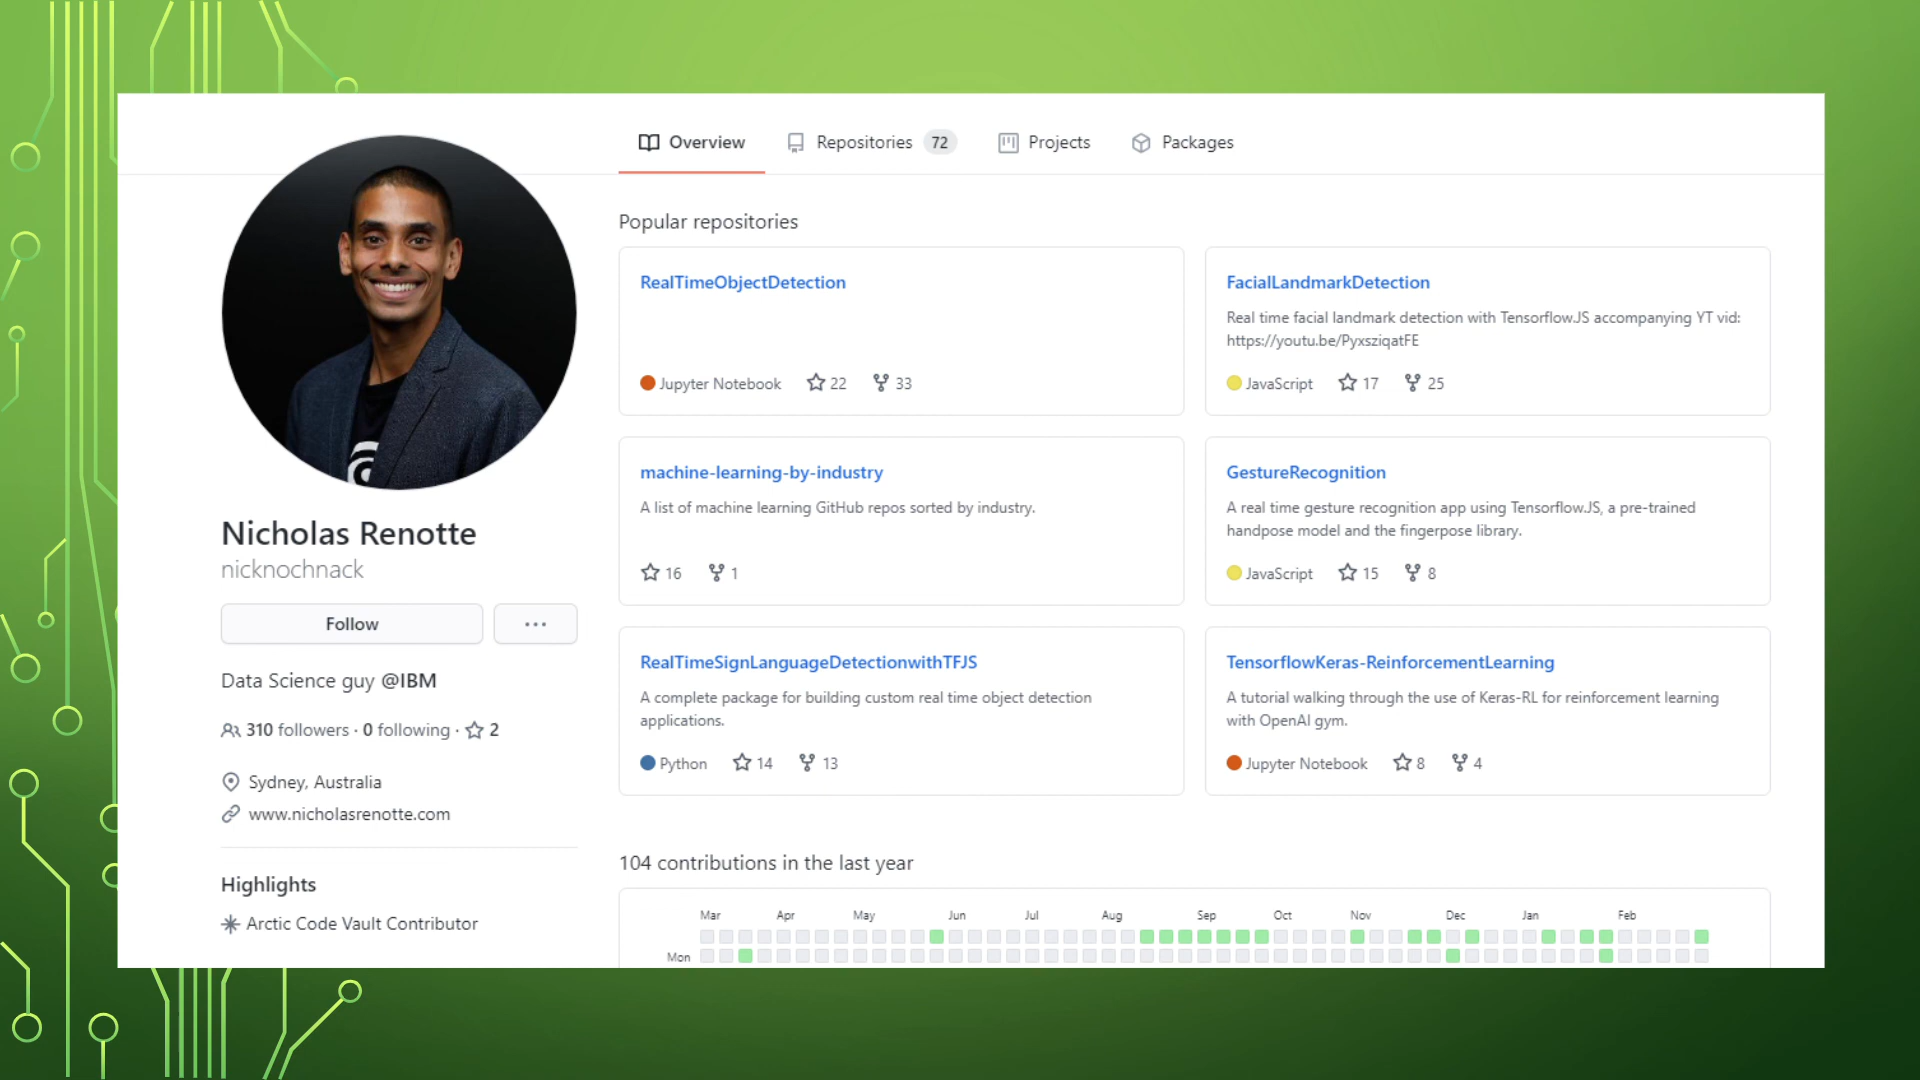 Overview
Repositories 72
Projects
Packages
Nicholas Renotte
nicknochnack
Follow
...
Data Science guy @IBM
310 followers · 0 following · 2
Sydney, Australia
www.nicholasrenotte.com
Highlights
Arctic Code Vault Contributor
Popular repositories
RealTimeObjectDetection
Jupyter Notebook 22 33
FacialLandmarkDetection
Real time facial landmark detection with Tensorflow.JS accompanying YT vid:
https://youtu.be/PyxsziqatFE
JavaScript 17 25
machine-learning-by-industry
A list of machine learning GitHub repos sorted by industry.
16 1
GestureRecognition
A real time gesture recognition app using Tensorflow.JS, a pre-trained
handpose model and the fingerpose library.
JavaScript 15 8
RealTimeSignLanguageDetectionwithTFJS
A complete package for building custom real time object detection
applications.
Python 14 13
TensorflowKeras-ReinforcementLearning
A tutorial walking through the use of Keras-RL for reinforcement learning
with OpenAI gym.
Jupyter Notebook 8 4
104 contributions in the last year
Mar Apr May Jun Jul Aug Sep Oct Nov Dec Jan Feb
Mon